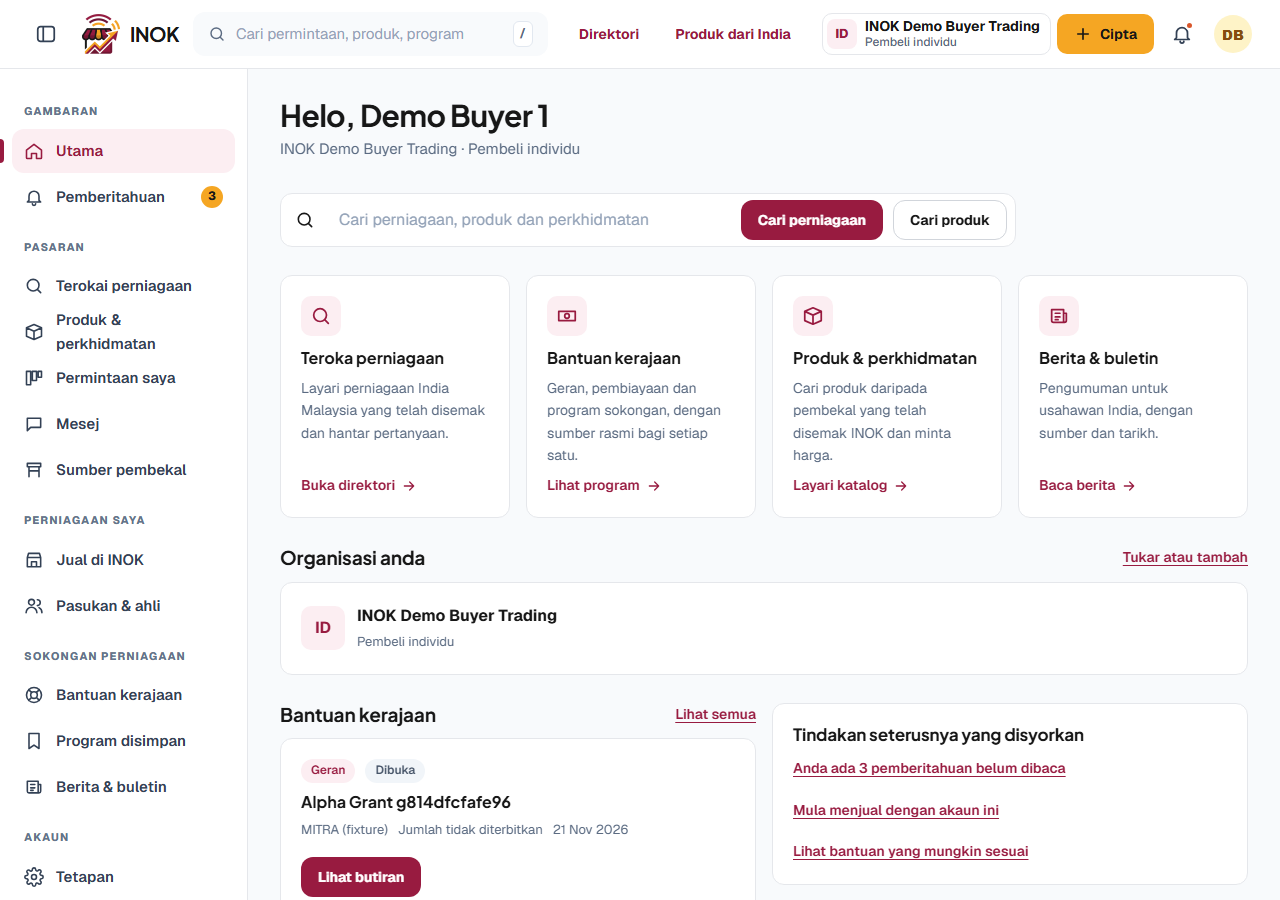 INOK
Cari permintaan, produk, program
/
Direktori
Produk dari India
ID
INOK Demo Buyer Trading
Pembeli individu
Cipta
DB
GAMBARAN
Utama
Pemberitahuan
3
PASARAN
Terokai perniagaan
Produk &
perkhidmatan
Permintaan saya
Mesej
Sumber pembekal
PERNIAGAAN SAYA
Jual di INOK
Pasukan & ahli
SOKONGAN PERNIAGAAN
Bantuan kerajaan
Program disimpan
Berita & buletin
AKAUN
Tetapan
Helo, Demo Buyer 1
INOK Demo Buyer Trading · Pembeli individu
Cari perniagaan, produk dan perkhidmatan
Cari perniagaan
Cari produk
Teroka perniagaan
Layari perniagaan India
Malaysia yang telah disemak
dan hantar pertanyaan.
Buka direktori →
Bantuan kerajaan
Geran, pembiayaan dan
program sokongan, dengan
sumber rasmi bagi setiap
satu.
Lihat program →
Produk & perkhidmatan
Cari produk daripada
pembekal yang telah
disemak INOK dan minta
harga.
Layari katalog →
Berita & buletin
Pengumuman untuk
usahawan India, dengan
sumber dan tarikh.
Baca berita →
Organisasi anda
Tukar atau tambah
ID
INOK Demo Buyer Trading
Pembeli individu
Bantuan kerajaan
Lihat semua
Geran
Dibuka
Alpha Grant g814dfcfafe96
MITRA (fixture) Jumlah tidak diterbitkan 21 Nov 2026
Lihat butiran
Tindakan seterusnya yang disyorkan
Anda ada 3 pemberitahuan belum dibaca
Mula menjual dengan akaun ini
Lihat bantuan yang mungkin sesuai